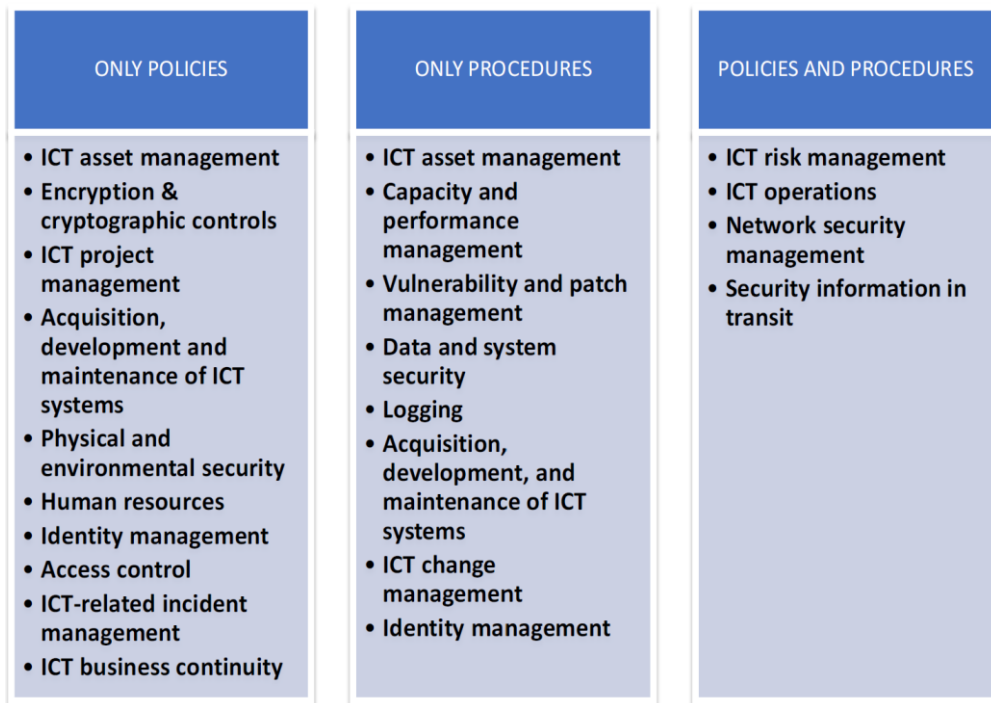 ONLY POLICIES
• ICT asset management
• Encryption &
cryptographic controls
• ICT project
management
• Acquisition,
development and
maintenance of ICT
systems
• Physical and
environmental security
• Human resources
• Identity management
• Access control
• ICT-related incident
management
• ICT business continuity
ONLY PROCEDURES
• ICT asset management
• Capacity and
performance
management
• Vulnerability and patch
management
• Data and system
security
• Logging
• Acquisition,
development, and
maintenance of ICT
systems
• ICT change
management
• Identity management
POLICIES AND PROCEDURES
• ICT risk management
• ICT operations
• Network security
management
• Security information in
transit